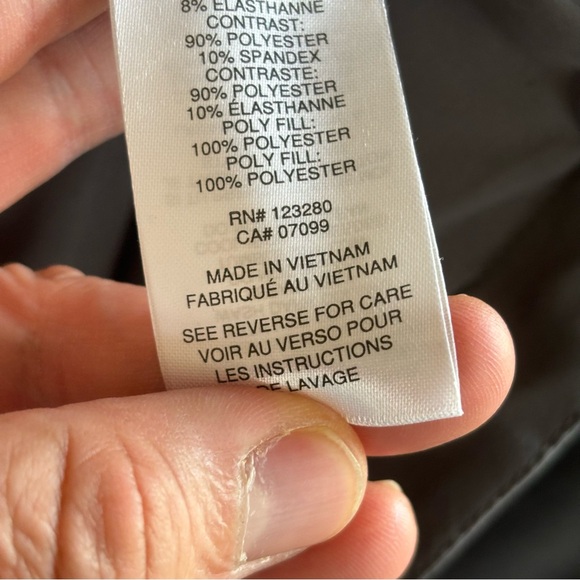 8% ELASTHANNE
CONTRAST:
90% POLYESTER
10% SPANDEX
CONTRASTE:
90% POLYESTER
10% ÉLASTHANNE
POLY FILL:
100% POLYESTER
POLY FILL:
100% POLYESTER
RN# 123280
CA# 07099
MADE IN VIETNAM
FABRIQUÉ AU VIETNAM
SEE REVERSE FOR CARE
VOIR AU VERSO POUR
LES INSTRUCTIONS
DE LAVAGE